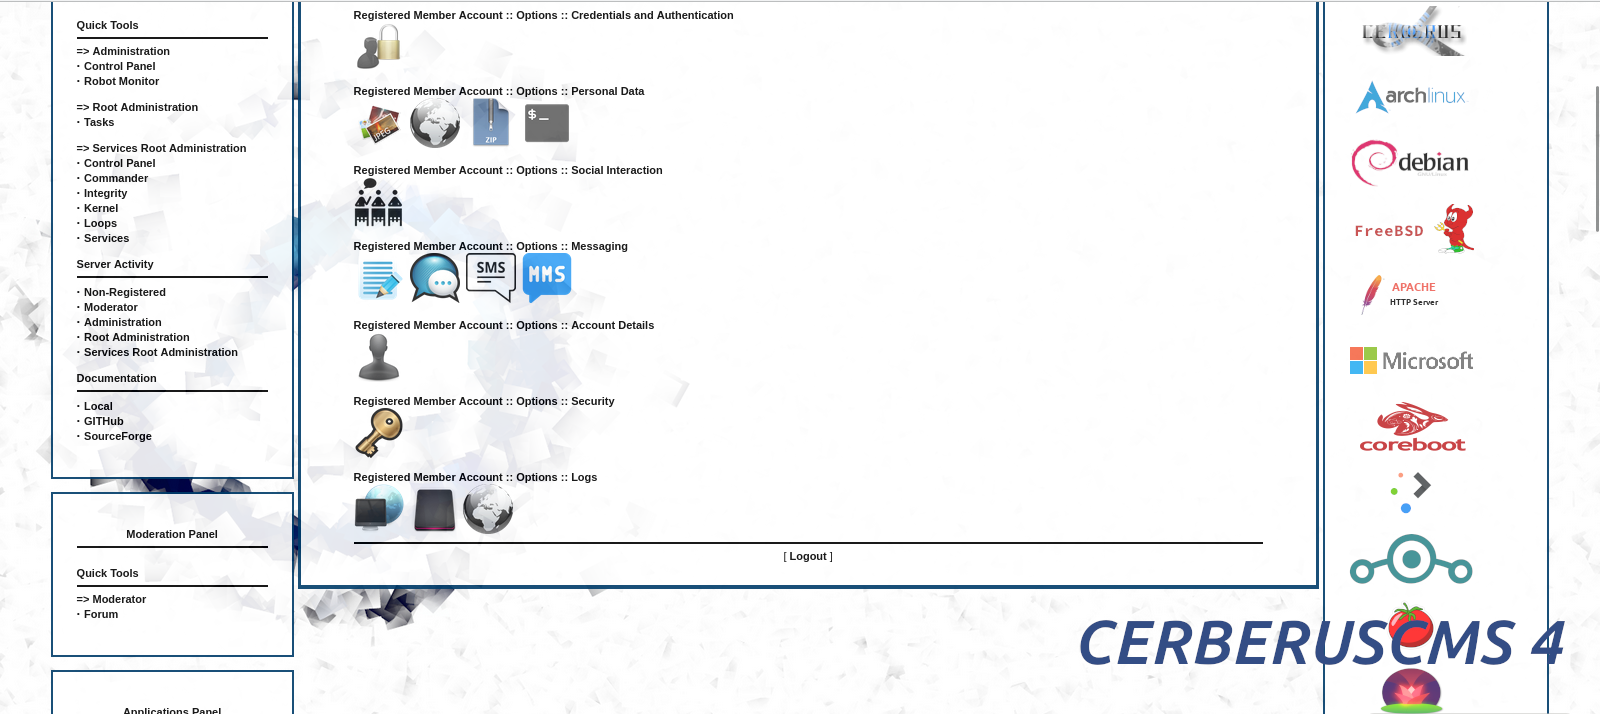 Quick Tools
=> Administration
· Control Panel
· Robot Monitor
=> Root Administration
· Tasks
=> Services Root Administration
· Control Panel
· Commander
· Integrity
· Kernel
· Loops
· Services
Server Activity
· Non-Registered
· Moderator
· Administration
· Root Administration
· Services Root Administration
Documentation
· Local
· GITHub
· SourceForge
Moderation Panel
Quick Tools
=> Moderator
· Forum
Applications Panel
Registered Member Account :: Options :: Credentials and Authentication
Registered Member Account :: Options :: Personal Data
JPEG
ZIP
$_
Registered Member Account :: Options :: Social Interaction
Registered Member Account :: Options :: Messaging
SMS
MMS
Registered Member Account :: Options :: Account Details
Registered Member Account :: Options :: Security
Registered Member Account :: Options :: Logs
[ Logout ]
CERBERUS
archlinux
debian
FreeBSD
APACHE
HTTP Server
Microsoft
coreboot
CERBERUSCMS 4